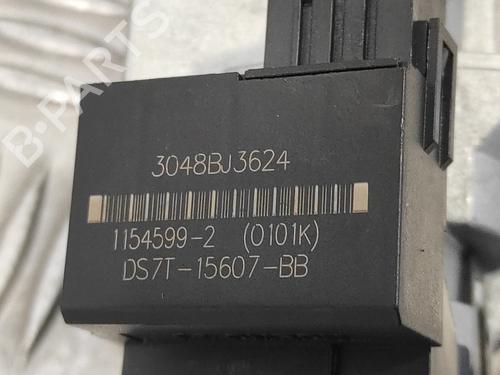 B-PARTS
3048BJ3624
1154599-2 (0101K)
DS7T-15607-BB